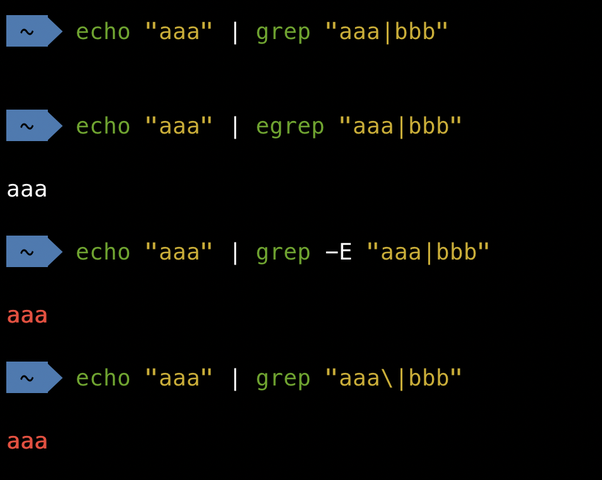 ~ echo "aaa" | grep "aaa|bbb"
~ echo "aaa" | egrep "aaa|bbb"
aaa
~ echo "aaa" | grep -E "aaa|bbb"
aaa
~ echo "aaa" | grep "aaa\|bbb"
aaa